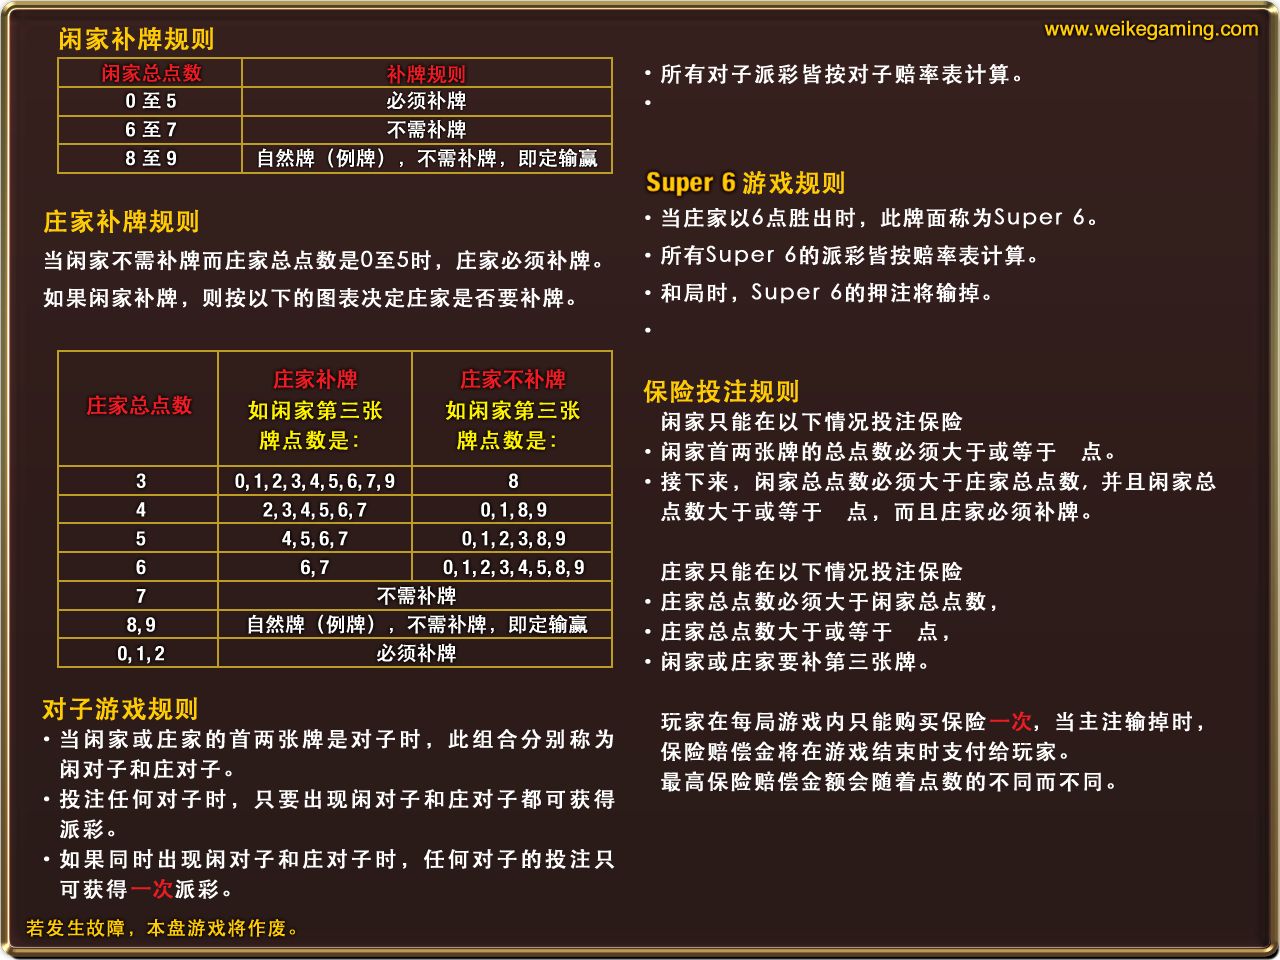 闲家补牌规则
闲家总点数 补牌规则
0 至 5 必须补牌
6 至 7 不需补牌
8 至 9 自然牌（例牌），不需补牌，即定输赢
庄家补牌规则
当闲家不需补牌而庄家总点数是0至5时，庄家必须补牌。
如果闲家补牌，则按以下的图表决定庄家是否要补牌。
庄家总点数 庄家补牌 庄家不补牌
如闲家第三张 如闲家第三张
牌点数是： 牌点数是：
3 0,1,2,3,4,5,6,7,9 8
4 2,3,4,5,6,7 0,1,8,9
5 4,5,6,7 0,1,2,3,8,9
6 6,7 0,1,2,3,4,5,8,9
7 不需补牌
8,9 自然牌（例牌），不需补牌，即定输赢
0,1,2 必须补牌
对子游戏规则
• 当闲家或庄家的首两张牌是对子时，此组合分别称为
闲对子和庄对子。
• 投注任何对子时，只要出现闲对子和庄对子都可获得
派彩。
• 如果同时出现闲对子和庄对子时，任何对子的投注只
可获得一次派彩。
若发生故障，本盘游戏将作废。
www.weikegaming.com
• 所有对子派彩皆按对子赔率表计算。
•
Super 6 游戏规则
• 当庄家以6点胜出时，此牌面称为Super 6。
• 所有Super 6的派彩皆按赔率表计算。
• 和局时，Super 6的押注将输掉。
•
保险投注规则
闲家只能在以下情况投注保险
• 闲家首两张牌的总点数必须大于或等于 点。
• 接下来，闲家总点数必须大于庄家总点数，并且闲家总
点数大于或等于 点，而且庄家必须补牌。
庄家只能在以下情况投注保险
• 庄家总点数必须大于闲家总点数，
• 庄家总点数大于或等于 点，
• 闲家或庄家要补第三张牌。
玩家在每局游戏内只能购买保险一次，当主注输掉时，
保险赔偿金将在游戏结束时支付给玩家。
最高保险赔偿金额会随着点数的不同而不同。